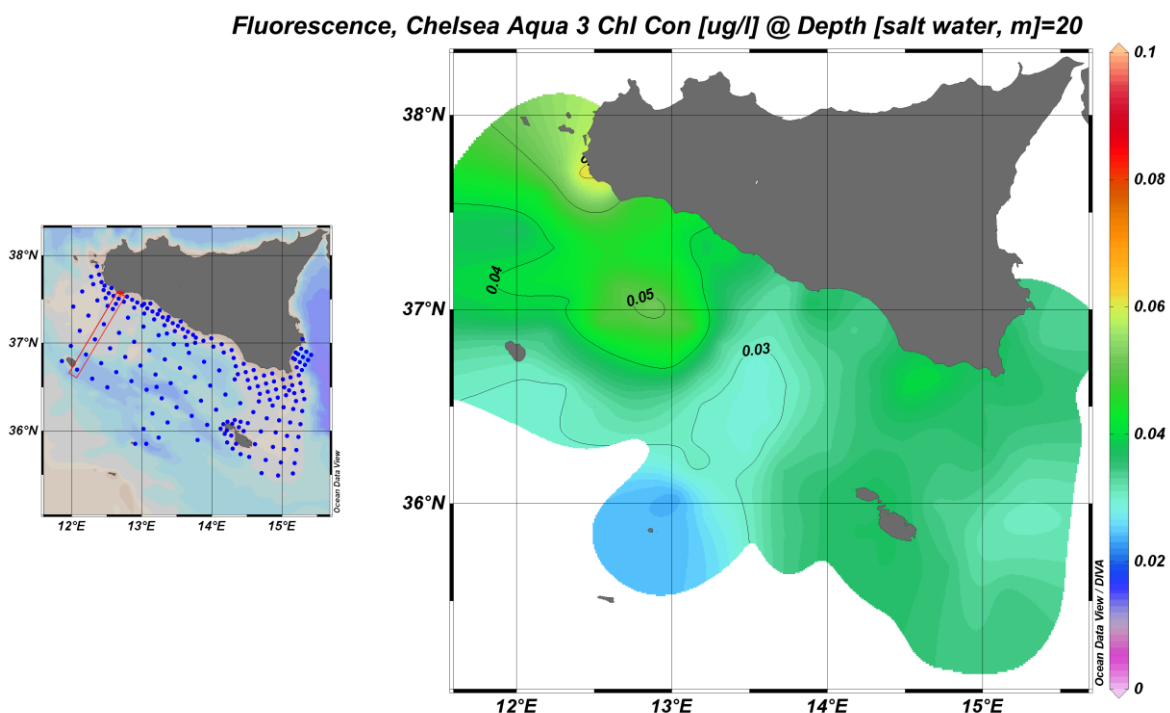 Fluorescence, Chelsea Aqua 3 Chl Con [ug/l] @ Depth [salt water, m]=20
38°N
37°N
36°N
12°E
13°E
14°E
15°E
Ocean Data View
38°N
37°N
36°N
0.04
0.05
0.03
12°E
13°E
14°E
15°E
Ocean Data View / DIVA
0.1
0.08
0.06
0.04
0.02
0